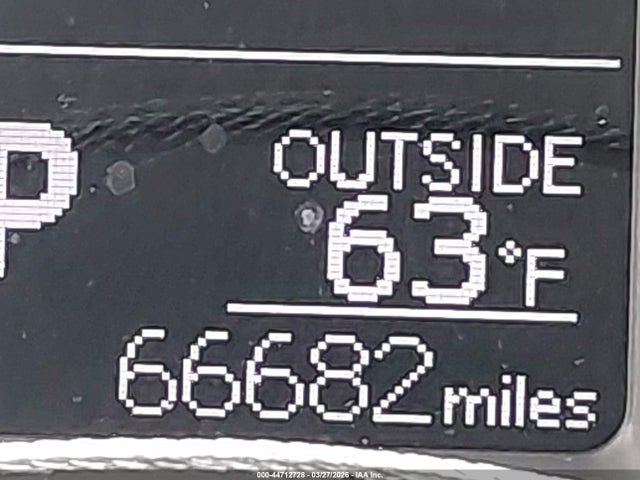 P
OUTSIDE
63°F
66682 miles
000-44712728 - 03/27/2026 - IAA Inc.